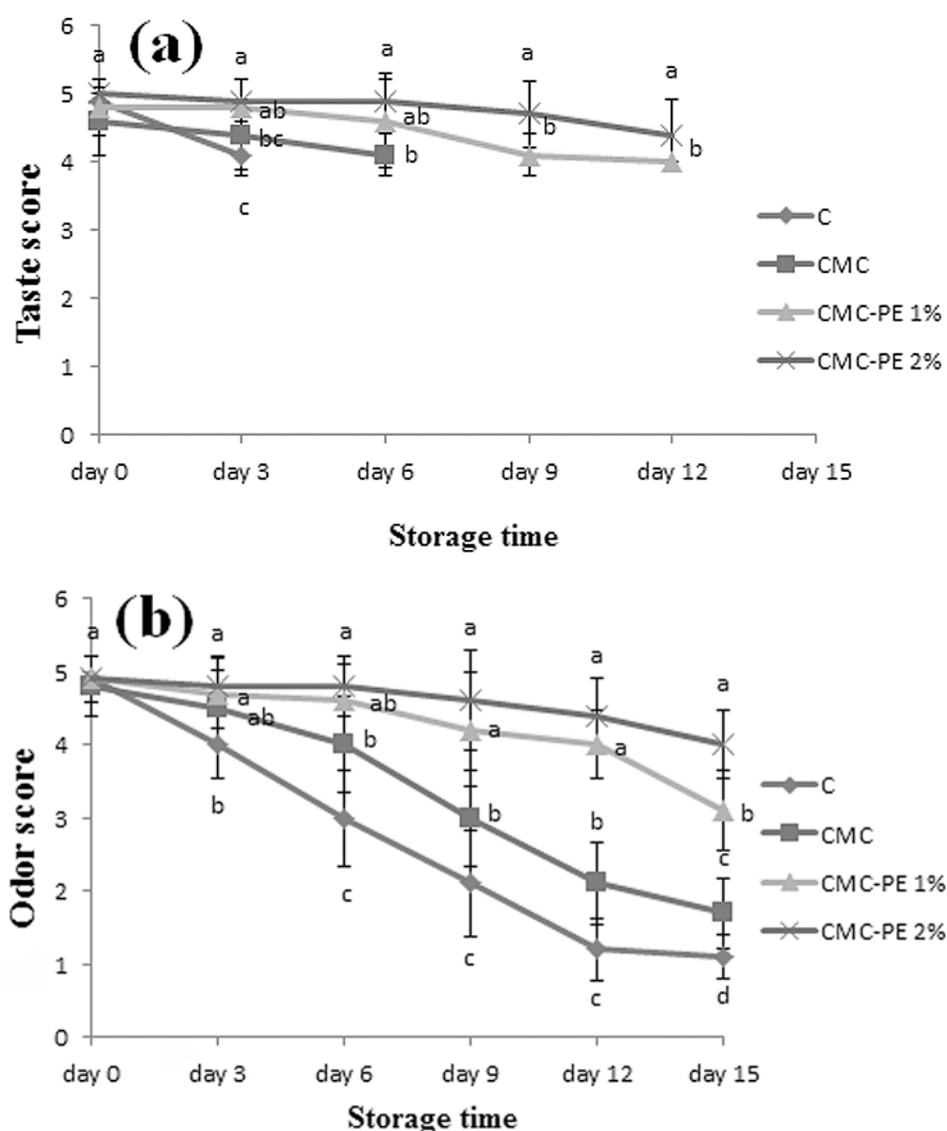 6
(a)
a
a
a
a
a
5
ab
ab
b
bc
b
b
4
c
3
C
CMC
2
CMC-PE 1%
CMC-PE 2%
1
0
Taste score
day 0 day 3 day 6 day 9 day 12 day 15
Storage time
6
(b)
a
a
a
a
a
a
5
a
ab
ab
b
a
a
4
b
c
b
b
b
c
3
C
CMC
2
CMC-PE 1%
CMC-PE 2%
c
c
d
1
0
Odor score
day 0 day 3 day 6 day 9 day 12 day 15
Storage time